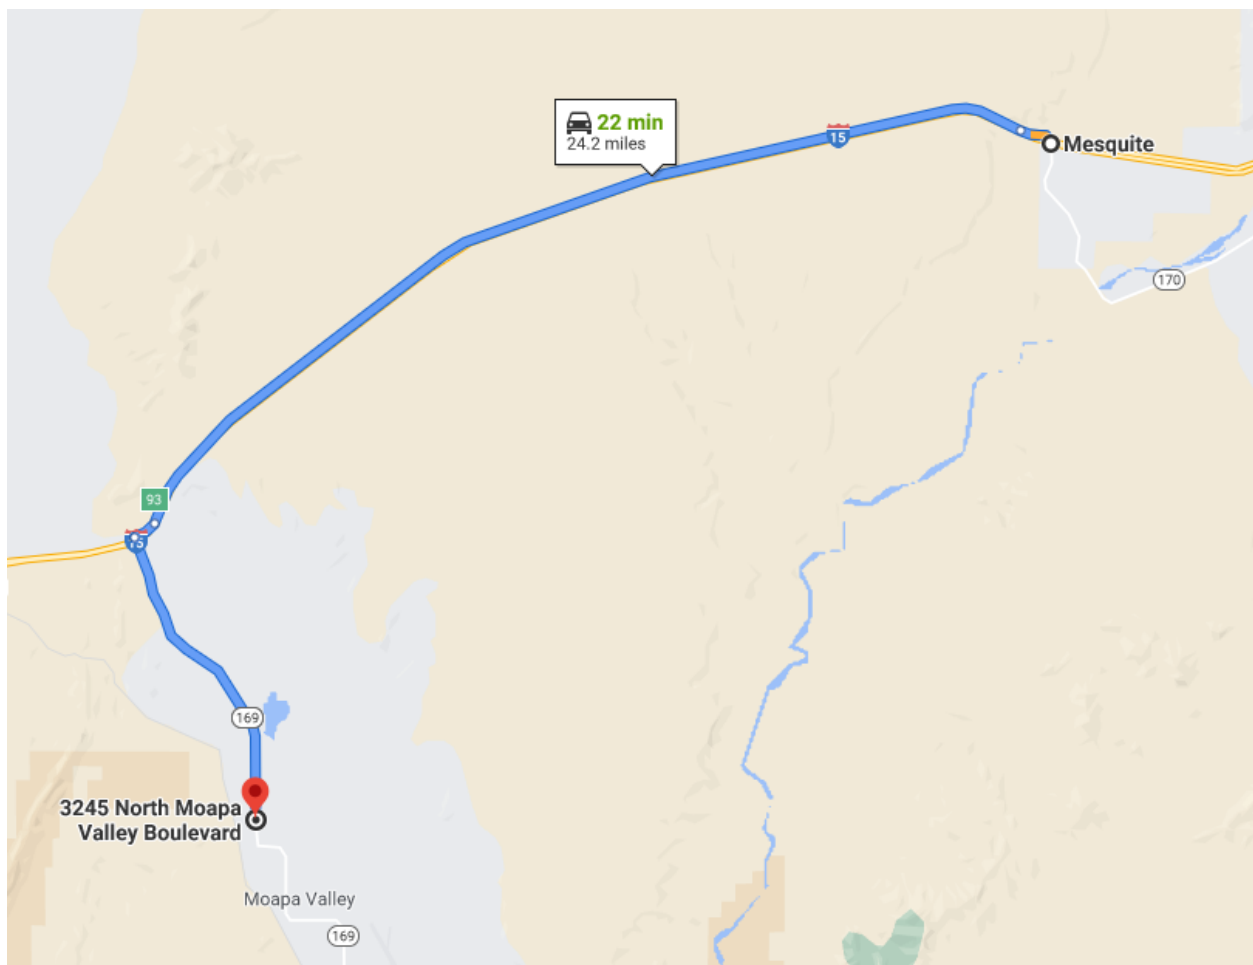 22 min
24.2 miles
15
Mesquite
170
93
15
169
3245 North Moapa
Valley Boulevard
Moapa Valley
169